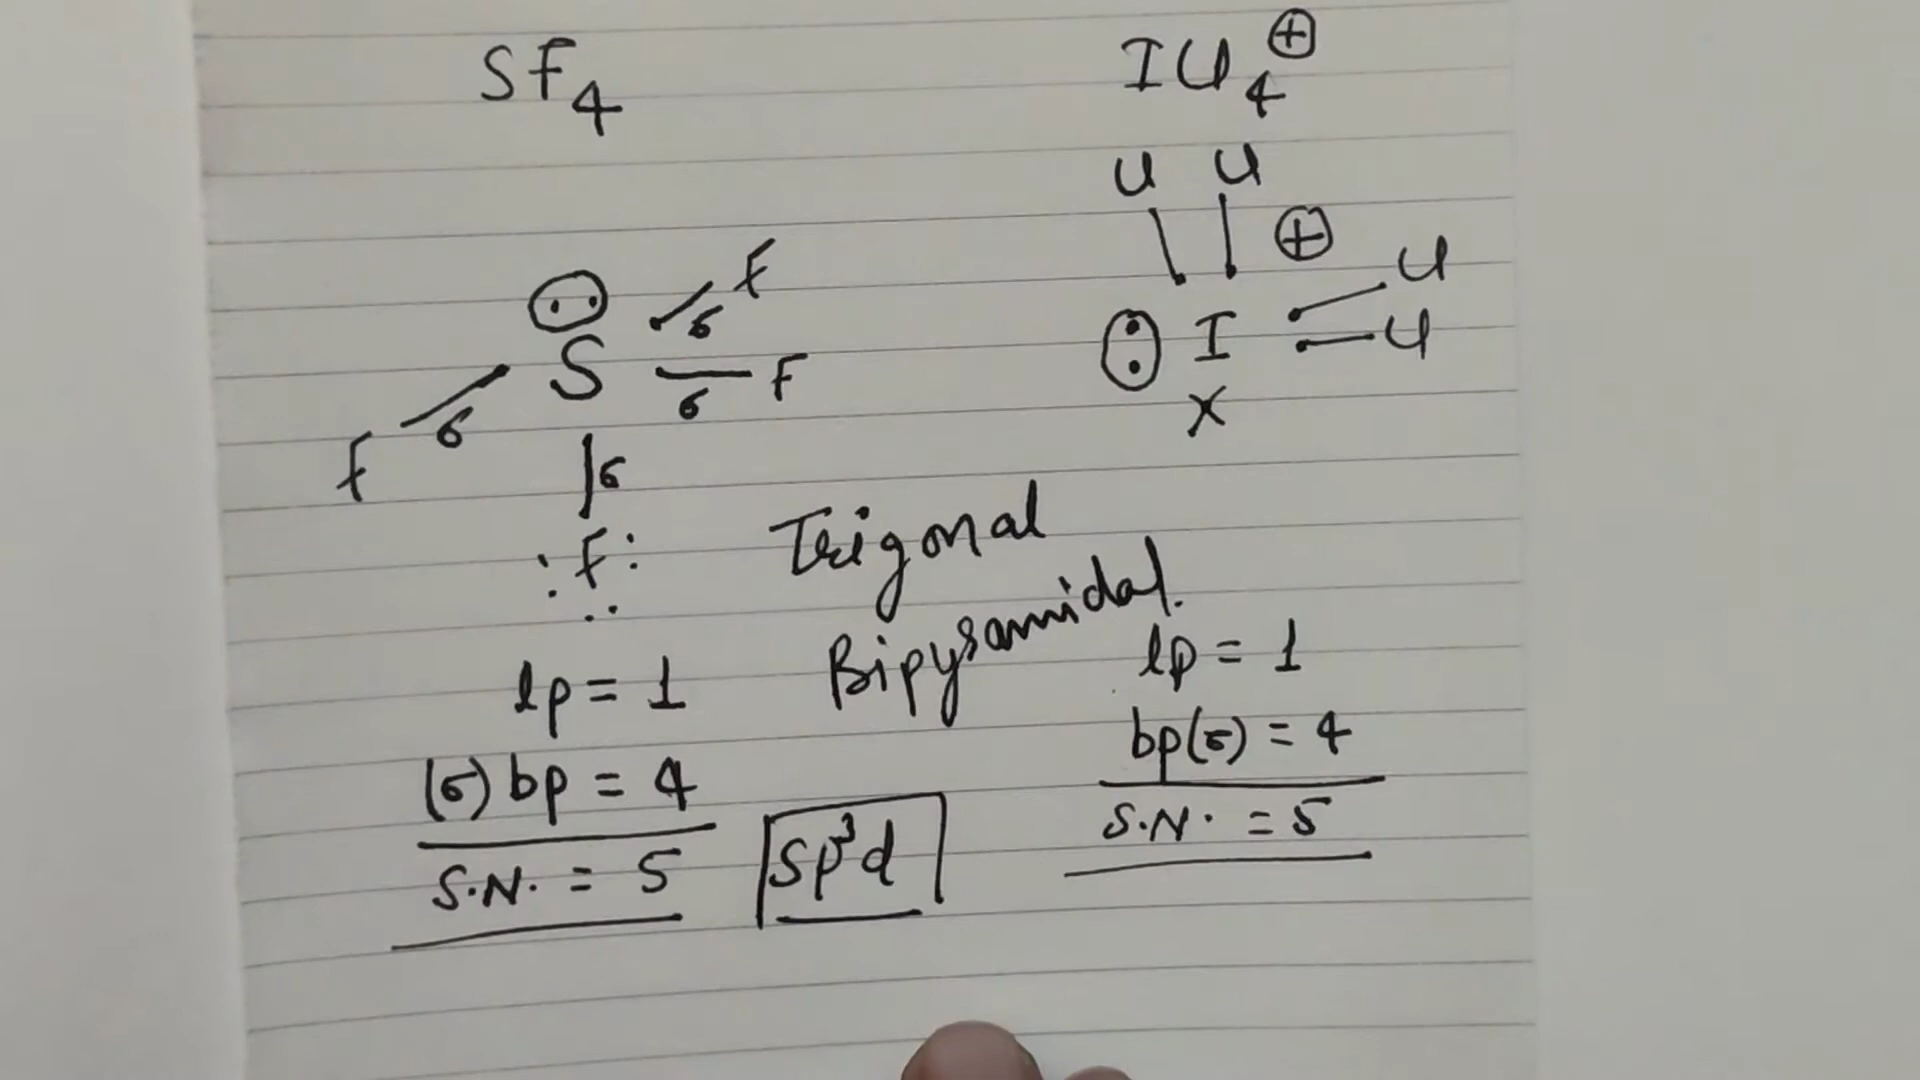 SF4
ICl4 ⊕
Cl Cl
⊕
F
Cl
S
σ
I
Cl
F
σ
σ
F
x
σ
F
Trigonal
Bipyramidal.
lp = 1
lp = 1
bp(σ) = 4
(σ) bp = 4
S.N. = 5
sp³d
S.N. = 5